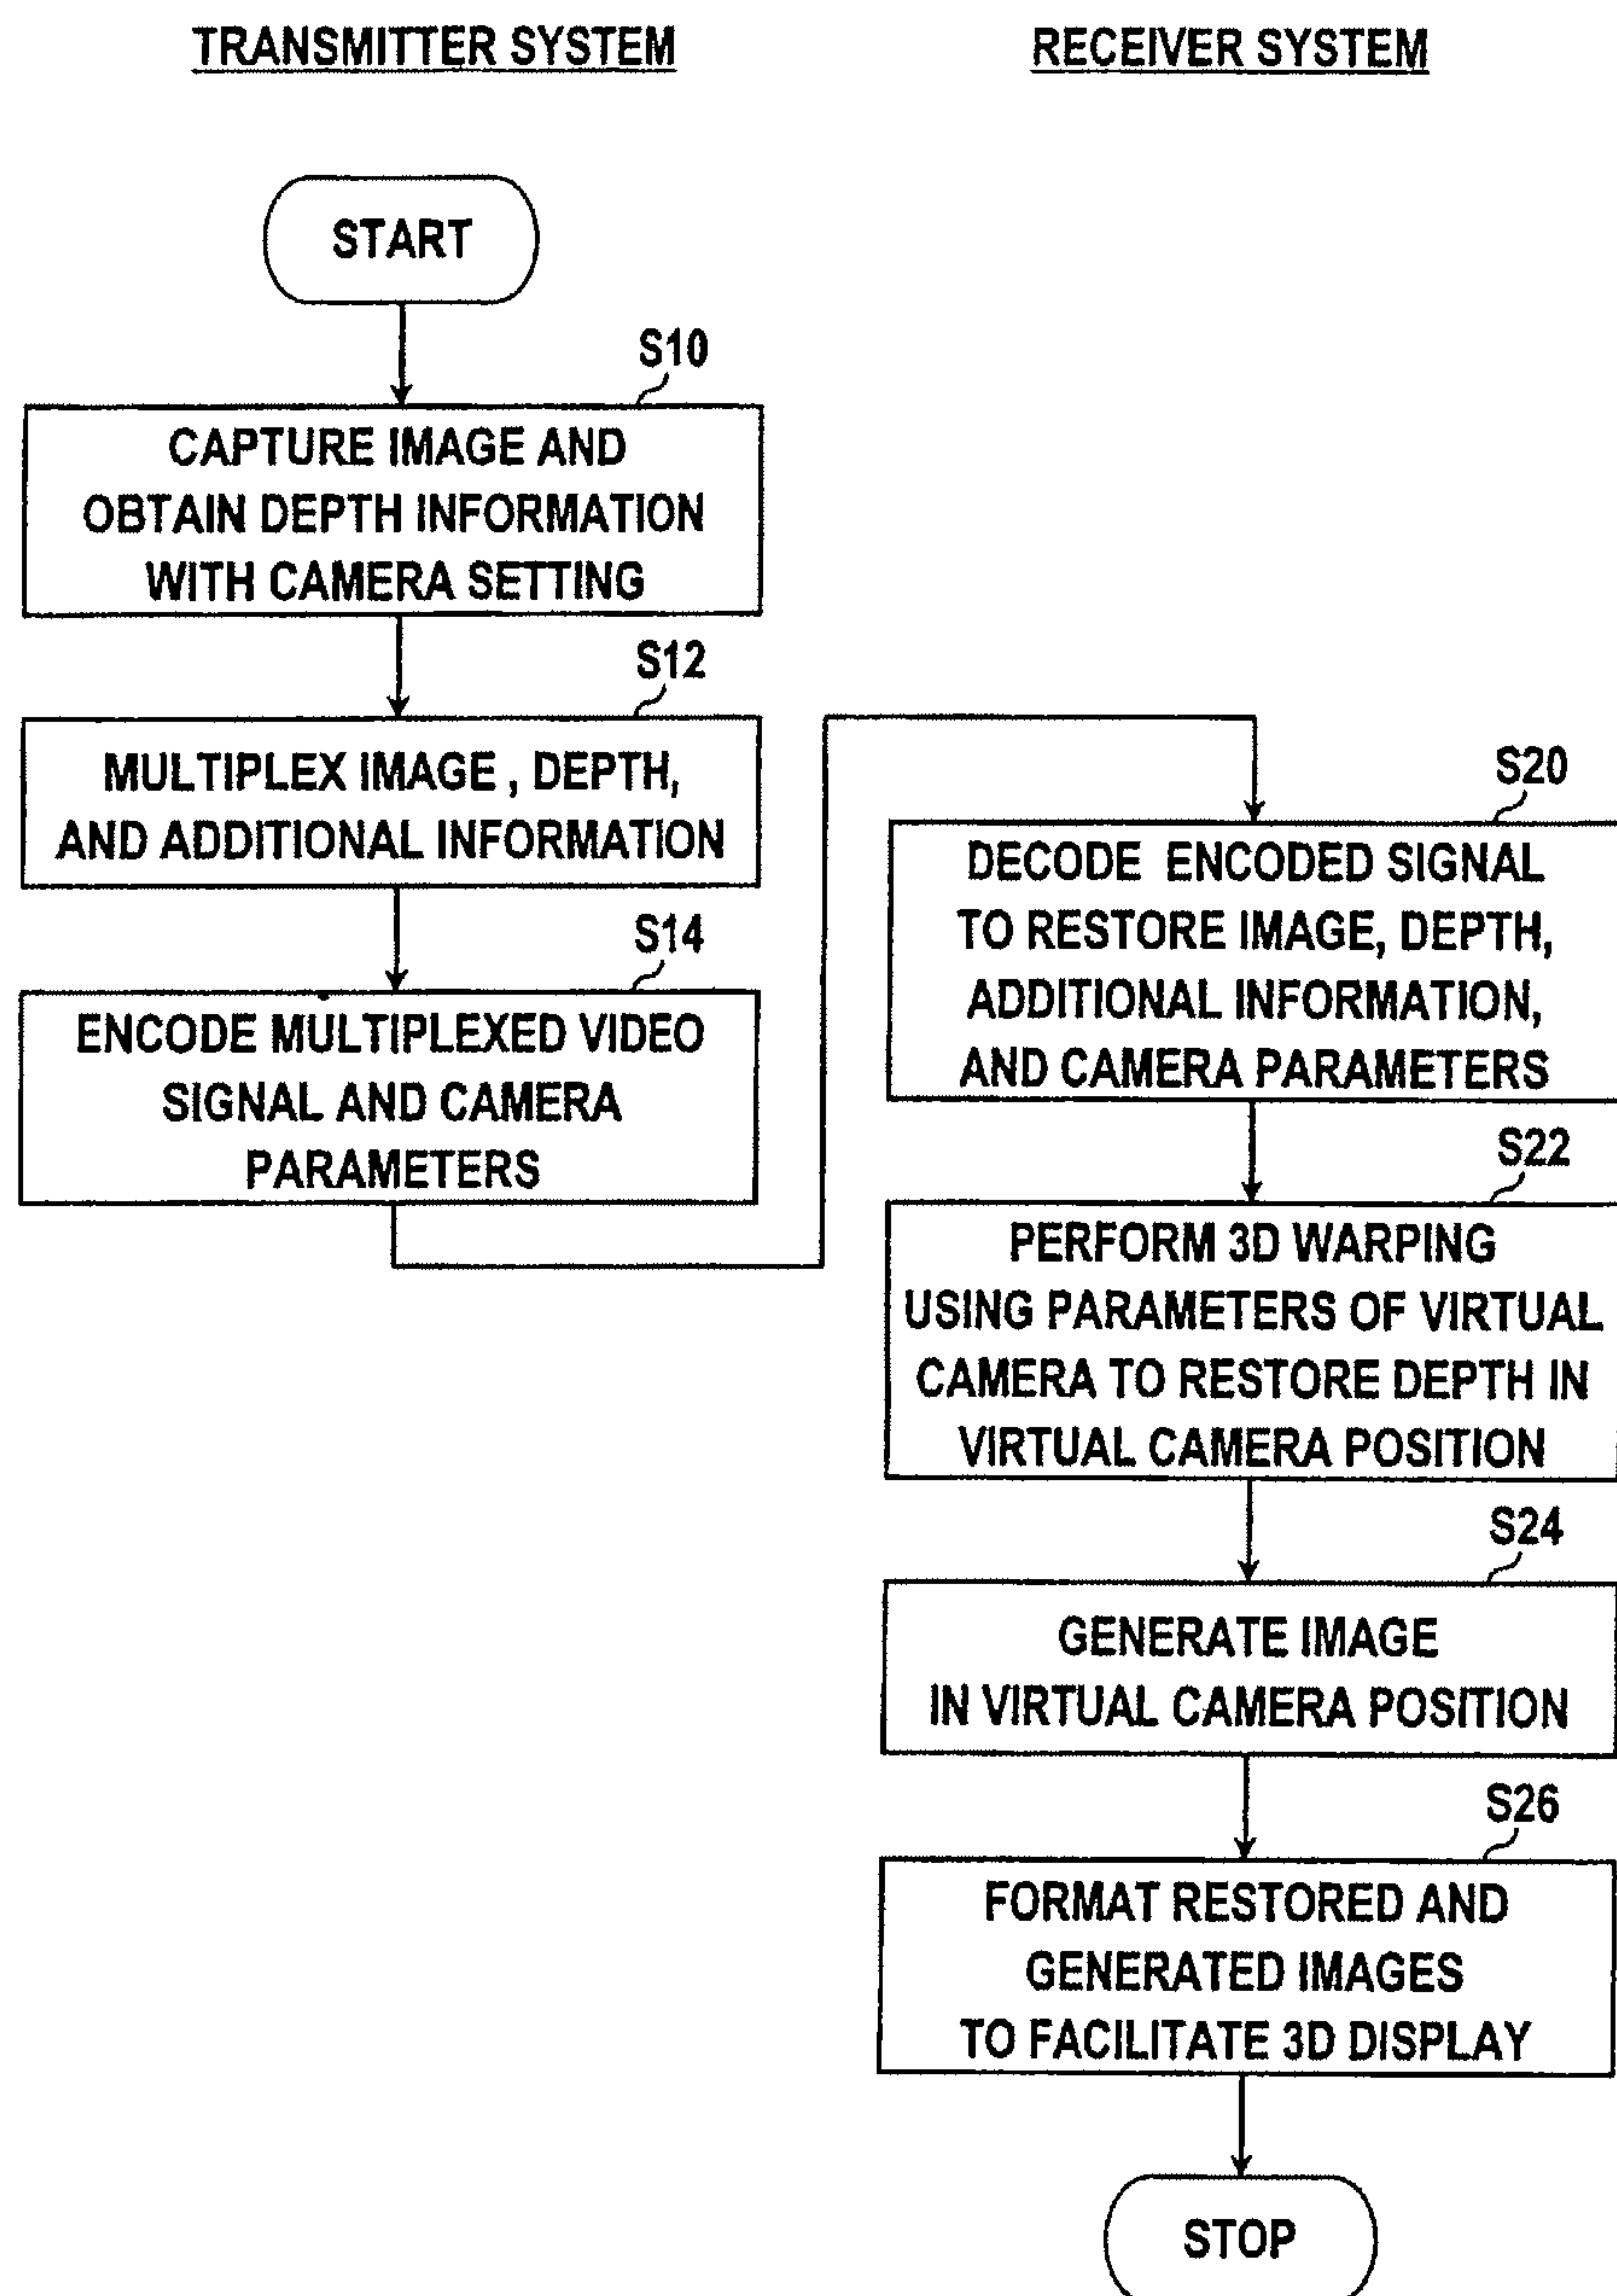 TRANSMITTER SYSTEM
START
S10
CAPTURE IMAGE AND
OBTAIN DEPTH INFORMATION
WITH CAMERA SETTING
S12
MULTIPLEX IMAGE , DEPTH,
AND ADDITIONAL INFORMATION
S14
ENCODE MULTIPLEXED VIDEO
SIGNAL AND CAMERA
PARAMETERS
RECEIVER SYSTEM
S20
DECODE ENCODED SIGNAL
TO RESTORE IMAGE, DEPTH,
ADDITIONAL INFORMATION,
AND CAMERA PARAMETERS
S22
PERFORM 3D WARPING
USING PARAMETERS OF VIRTUAL
CAMERA TO RESTORE DEPTH IN
VIRTUAL CAMERA POSITION
S24
GENERATE IMAGE
IN VIRTUAL CAMERA POSITION
S26
FORMAT RESTORED AND
GENERATED IMAGES
TO FACILITATE 3D DISPLAY
STOP